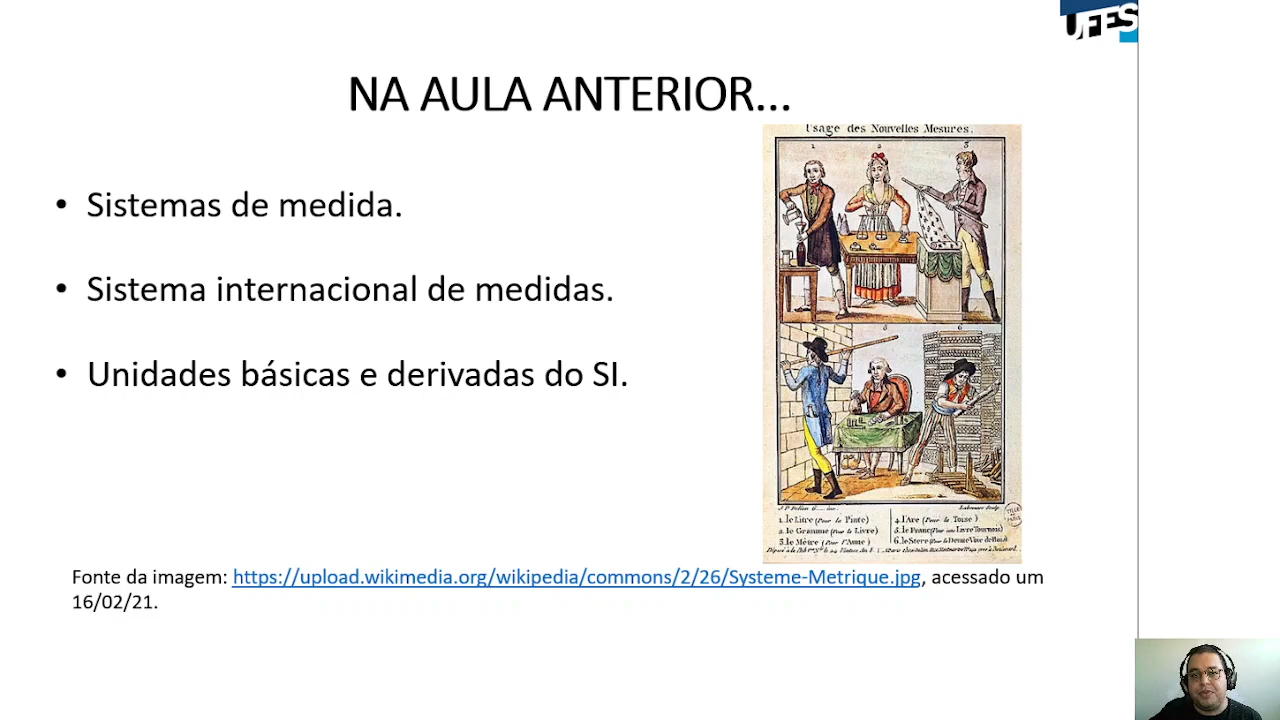 UFES
NA AULA ANTERIOR...
Usage des Nouvelles Mesures.
• Sistemas de medida.
• Sistema internacional de medidas.
• Unidades básicas e derivadas do SI.
1. le Litre (Pour la Pinte)
2. le Gramme (Pour la Livre)
3. le Mètre (Pour l'Aune)
4. l'Are (Pour la Toise)
5. le Franc (Pour une Livre Tournois)
6. le Stere (Pour la Demie Voie de Bois)
Fonte da imagem: https://upload.wikimedia.org/wikipedia/commons/2/26/Systeme-Metrique.jpg, acessado um
16/02/21.